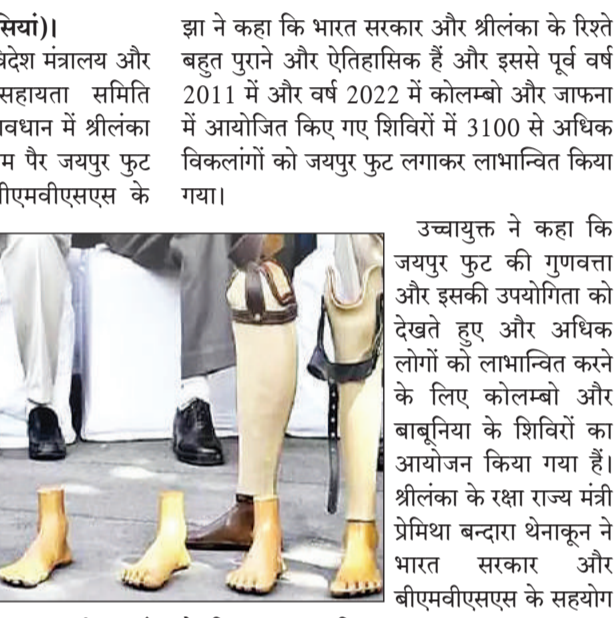 सियां)।
विदेश मंत्रालय और
सहायता समिति
में श्रीलंका
पैर जयपुर फुट
बीएमवीएसएस के
झा ने कहा कि भारत सरकार और श्रीलंका के रिश्ते
बहुत पुराने और ऐतिहासिक हैं और इससे पूर्व वर्ष
2011 में और वर्ष 2022 में कोलम्बो और जाफना
में आयोजित किए गए शिविरों में 3100 से अधिक
विकलांगों को जयपुर फुट लगाकर लाभान्वित किया
गया।
उच्चायुक्त ने कहा कि
जयपुर फुट की गुणवत्ता
और इसकी उपयोगिता को
देखते हुए और अधिक
लोगों को लाभान्वित करने
के लिए कोलम्बो और
बाबूनिया के शिविरों का
आयोजन किया गया हैं।
श्रीलंका के रक्षा राज्य मंत्री
प्रेमिथा बन्दारा थेनाकून ने
भारत सरकार और
बीएमवीएसएस के सहयोग